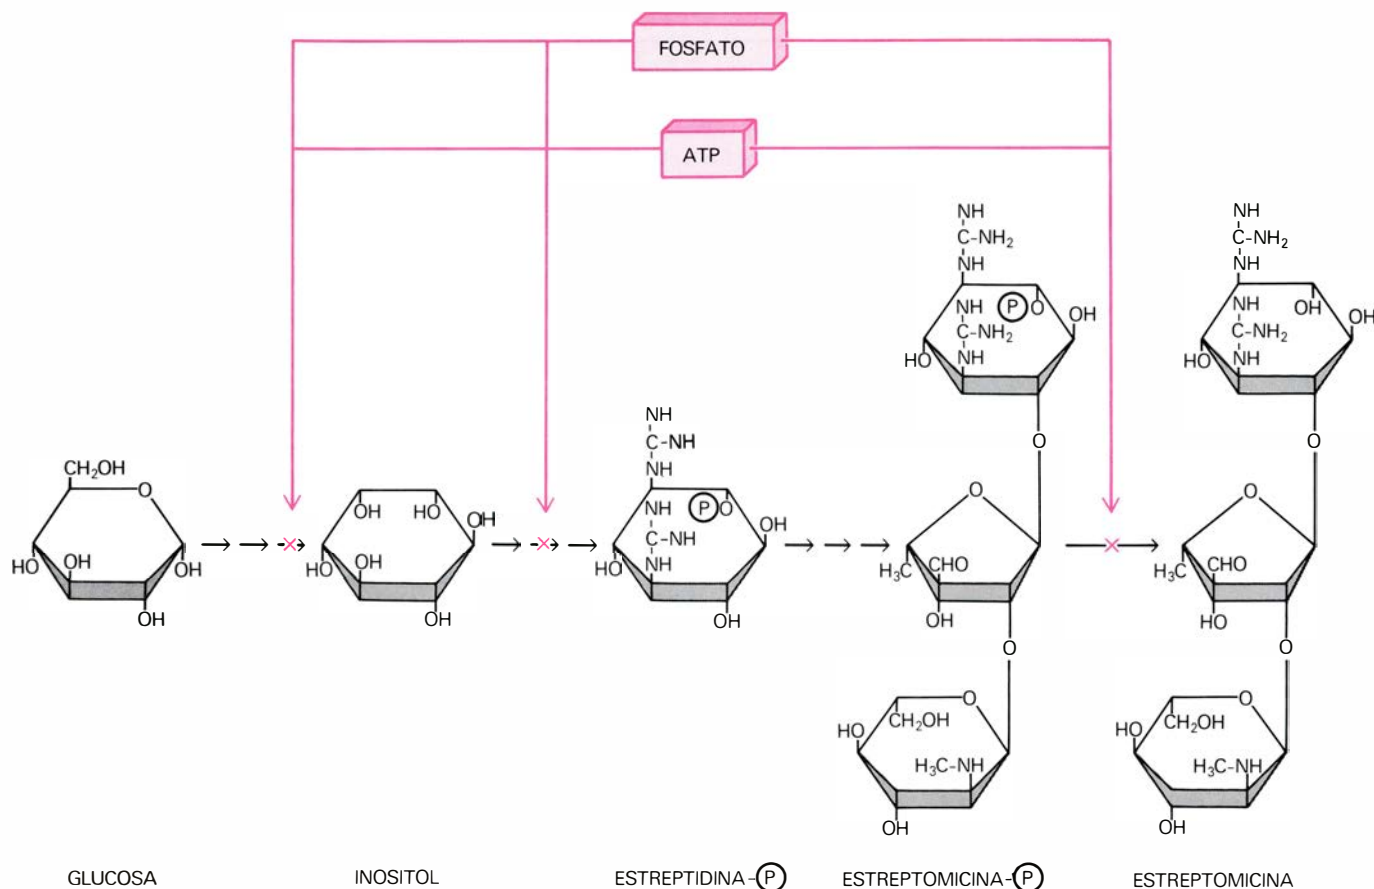 FOSFATO
ATP
CH₂OH
O
HO
OH
OH
OH
OH
HO
OH
HO
OH
OH
NH
C-NH
NH
NH
C-NH
NH
P
O
OH
HO
OH
NH
C-NH₂
NH
NH
C-NH₂
NH
P
O
OH
HO
O
O
H₃C
CHO
OH
O
O
CH₂OH
HO
H₃C-NH
OH
NH
C-NH₂
NH
NH
C-NH₂
NH
OH
OH
HO
O
O
H₃C
CHO
HO
O
O
CH₂OH
HO
H₃C-NH
OH
GLUCOSA
INOSITOL
ESTREPTIDINA-P
ESTREPTOMICINA-P
ESTREPTOMICINA